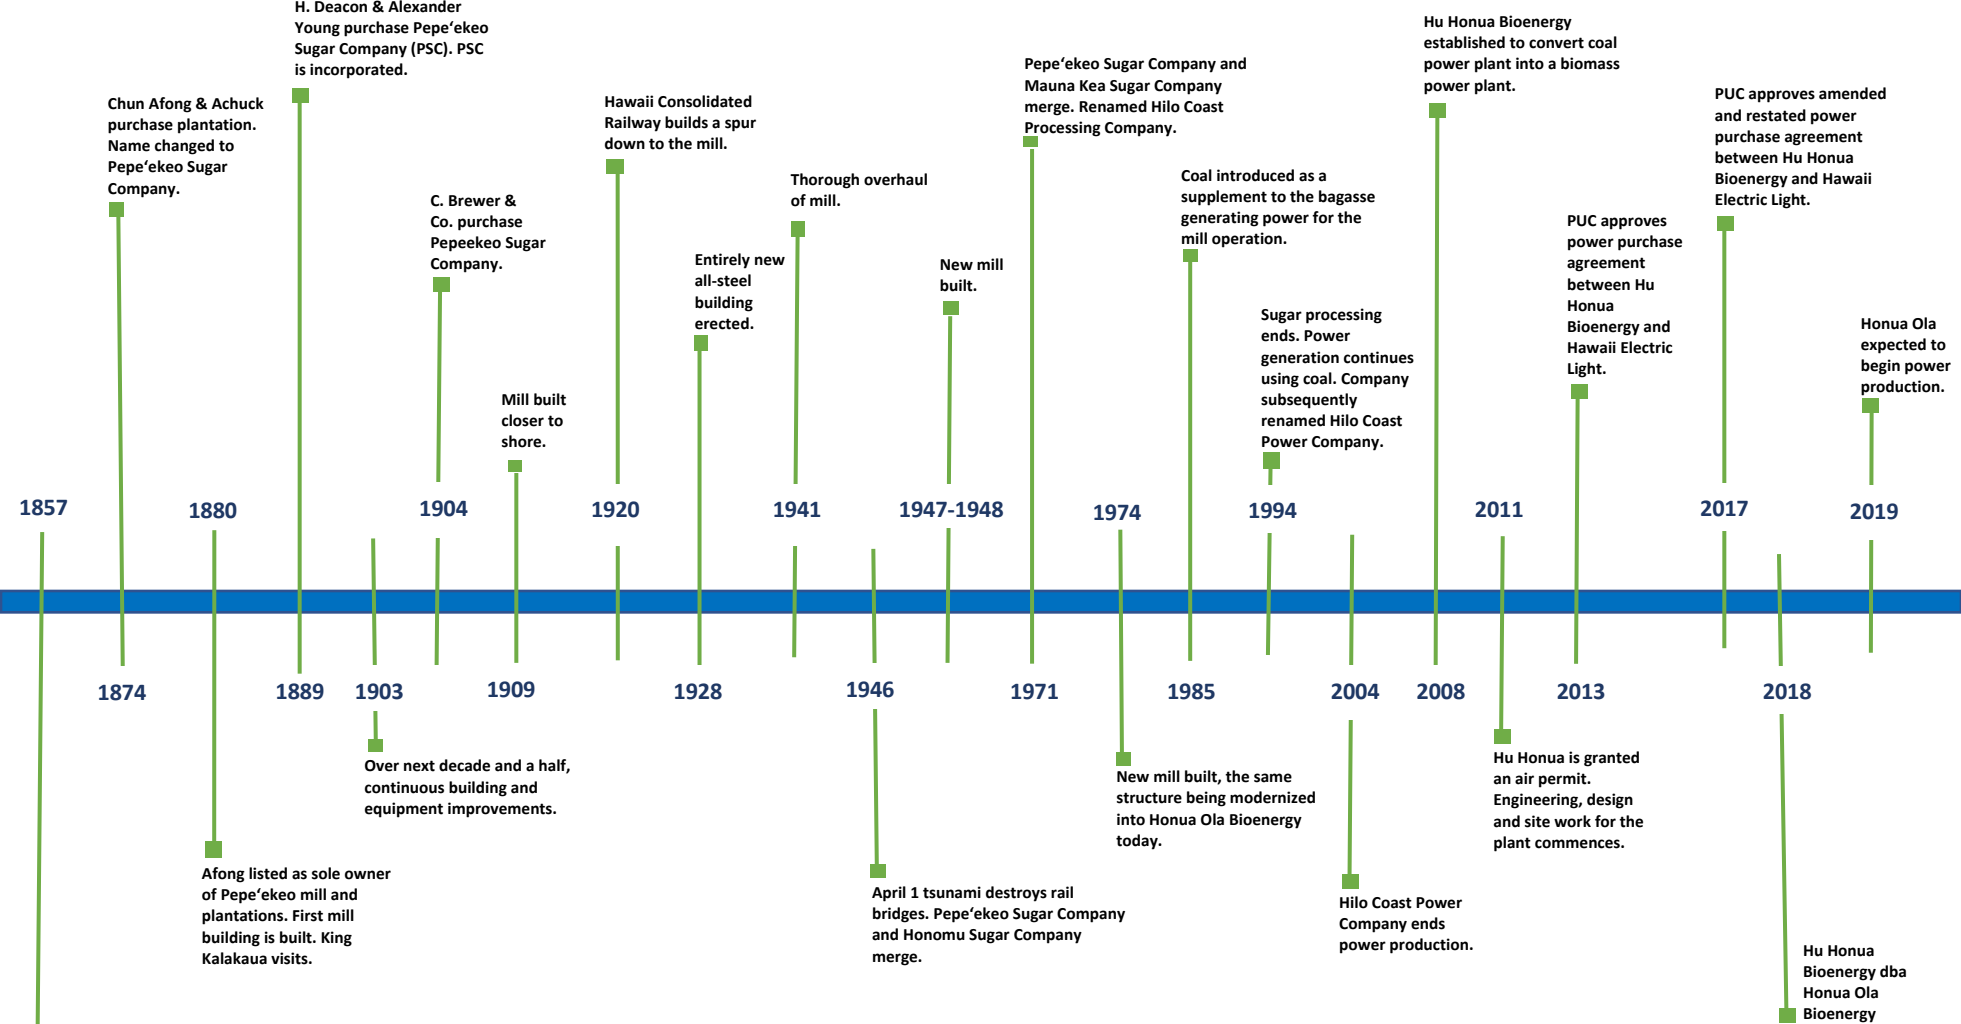 H. Deacon & Alexander
Young purchase Pepe‘ekeo
Sugar Company (PSC). PSC
is incorporated.
Chun Afong & Achuck
purchase plantation.
Name changed to
Pepe‘ekeo Sugar
Company.
C. Brewer &
Co. purchase
Pepeekeo Sugar
Company.
Mill built
closer to
shore.
Hawaii Consolidated
Railway builds a spur
down to the mill.
Entirely new
all-steel
building
erected.
Thorough overhaul
of mill.
New mill
built.
Pepe‘ekeo Sugar Company and
Mauna Kea Sugar Company
merge. Renamed Hilo Coast
Processing Company.
Coal introduced as a
supplement to the bagasse
generating power for the
mill operation.
Sugar processing
ends. Power
generation continues
using coal. Company
subsequently
renamed Hilo Coast
Power Company.
Hu Honua Bioenergy
established to convert coal
power plant into a biomass
power plant.
PUC approves
power purchase
agreement
between Hu
Honua
Bioenergy and
Hawaii Electric
Light.
PUC approves amended
and restated power
purchase agreement
between Hu Honua
Bioenergy and Hawaii
Electric Light.
Honua Ola
expected to
begin power
production.
1857
1880
1904
1920
1941
1947-1948
1974
1994
2011
2017
2019
1874
1889
1903
1909
1928
1946
1971
1985
2004
2008
2013
2018
Over next decade and a half,
continuous building and
equipment improvements.
Afong listed as sole owner
of Pepe‘ekeo mill and
plantations. First mill
building is built. King
Kalakaua visits.
April 1 tsunami destroys rail
bridges. Pepe‘ekeo Sugar Company
and Honomu Sugar Company
merge.
New mill built, the same
structure being modernized
into Honua Ola Bioenergy
today.
Hilo Coast Power
Company ends
power production.
Hu Honua is granted
an air permit.
Engineering, design
and site work for the
plant commences.
Hu Honua
Bioenergy dba
Honua Ola
Bioenergy